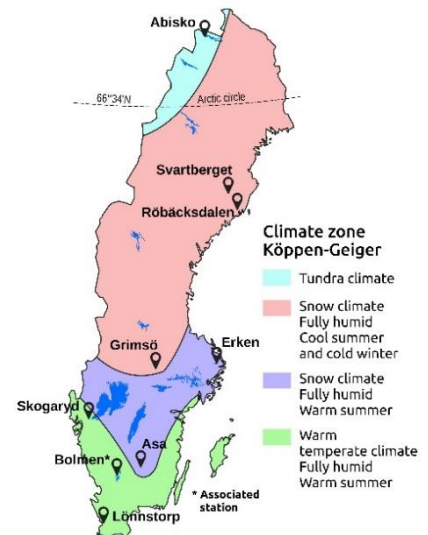 Abisko
66°34'N
Arctic circle
Svartberget
Röbäcksdalen
Climate zone
Köppen-Geiger
Tundra climate
Snow climate
Fully humid
Cool summer
and cold winter
Grimsö
Erken
Snow climate
Fully humid
Warm summer
Skogaryd
Asa
Bolmen*
Warm
temperate climate
Fully humid
Warm summer
* Associated
station
Lönnstorp